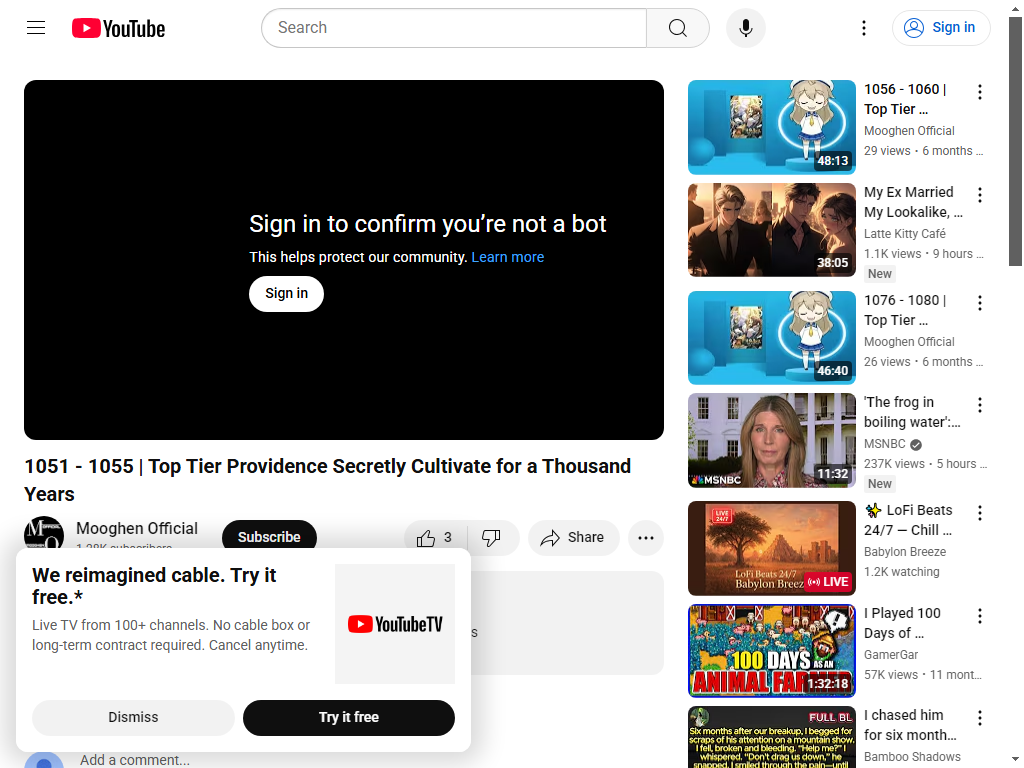 YouTube
Search
Sign in
Sign in to confirm you're not a bot
This helps protect our community. Learn more
Sign in
1051 - 1055 | Top Tier Providence Secretly Cultivate for a Thousand
Years
Mooghen Official
Subscribe
3
Share
We reimagined cable. Try it
free.*
Live TV from 100+ channels. No cable box or
long-term contract required. Cancel anytime.
YouTubeTV
Dismiss
Try it free
Add a comment...
1056 - 1060 |
Top Tier ...
Mooghen Official
29 views • 6 months ...
48:13
My Ex Married
My Lookalike, ...
Latte Kitty Café
1.1K views • 9 hours ...
New
38:05
1076 - 1080 |
Top Tier ...
Mooghen Official
26 views • 6 months ...
46:40
'The frog in
boiling water':...
MSNBC
237K views • 5 hours ...
New
MSNBC
11:32
✨ LoFi Beats
24/7 — Chill ...
Babylon Breeze
1.2K watching
LIVE
24/7
LoFi Beats 24/7
Babylon Breez
LIVE
I Played 100
Days of ...
GamerGar
57K views • 11 mont...
100 DAYS AS AN
ANIMAL FAR
1:32:18
I chased him
for six month...
Bamboo Shadows
FULL BL
Six months after our breakup, I begged for
scraps of his attention on a mountain show.
I fell, broken and bleeding. "Help me?" I
whispered. "Don't drag us down," he
snapped. I smiled through the pain—until